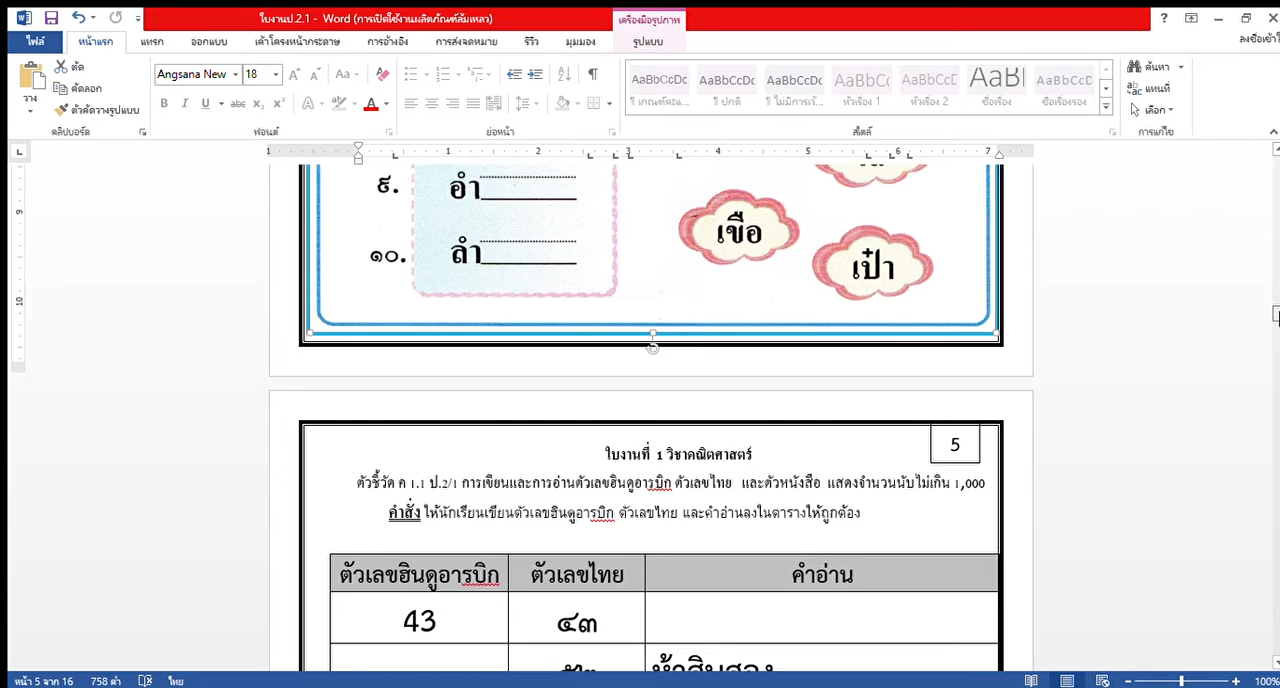 ใบงานป.2.1 - Word (การเปิดใช้งานผลิตภัณฑ์ล้มเหลว)
เครื่องมือรูปภาพ
ไฟล์ หน้าแรก แทรก ออกแบบ เค้าโครงหน้ากระดาษ การอ้างอิง การส่งจดหมาย รีวิว มุมมอง รูปแบบ ลงชื่อเข้าใ
วาง ตัด คัดลอก ตัวคัดวางรูปแบบ
Angsana New 18
B I U abc x₂ x² A Aa
AaBbCcDc AaBbCcDc AaBbCcDc AaBbCc AaBbCcC AaBl AaBbCcDc
¶ ปกติ ¶ ไม่มีการเว้... หัวเรื่อง 1 หัวเรื่อง 2 ชื่อเรื่อง ชื่อเรื่องรอง
ค้นหา แทนที่ เลือก
คลิปบอร์ด ฟอนต์ ย่อหน้า สไตล์ การแก้ไข
1 1 2 3 4 5 6 7
9
10
๙. อำ
เขือ
๑๐. ลำ
เป๋า
5
ใบงานที่ 1 วิชาคณิตศาสตร์
ตัวชี้วัด ค 1.1 ป.2/1 การเขียนและการอ่านตัวเลขฮินดูอารบิก ตัวเลขไทย และตัวหนังสือ แสดงจำนวนนับไม่เกิน 1,000
คำสั่ง ให้นักเรียนเขียนตัวเลขฮินดูอารบิก ตัวเลขไทย และคำอ่านลงในตารางให้ถูกต้อง
ตัวเลขฮินดูอารบิก ตัวเลขไทย คำอ่าน
43 ๔๓
ห้าสิบสอง
หน้า 5 จาก 16 758 คำ ไทย 100%